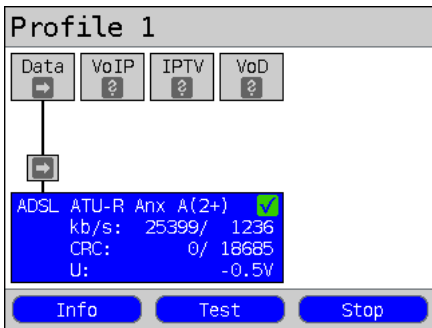 Profile 1
Data VoIP IPTV VoD
? ? ?
ADSL ATU-R Anx A(2+)
kb/s: 25399/ 1236
CRC: 0/ 18685
U: -0.5V
Info Test Stop